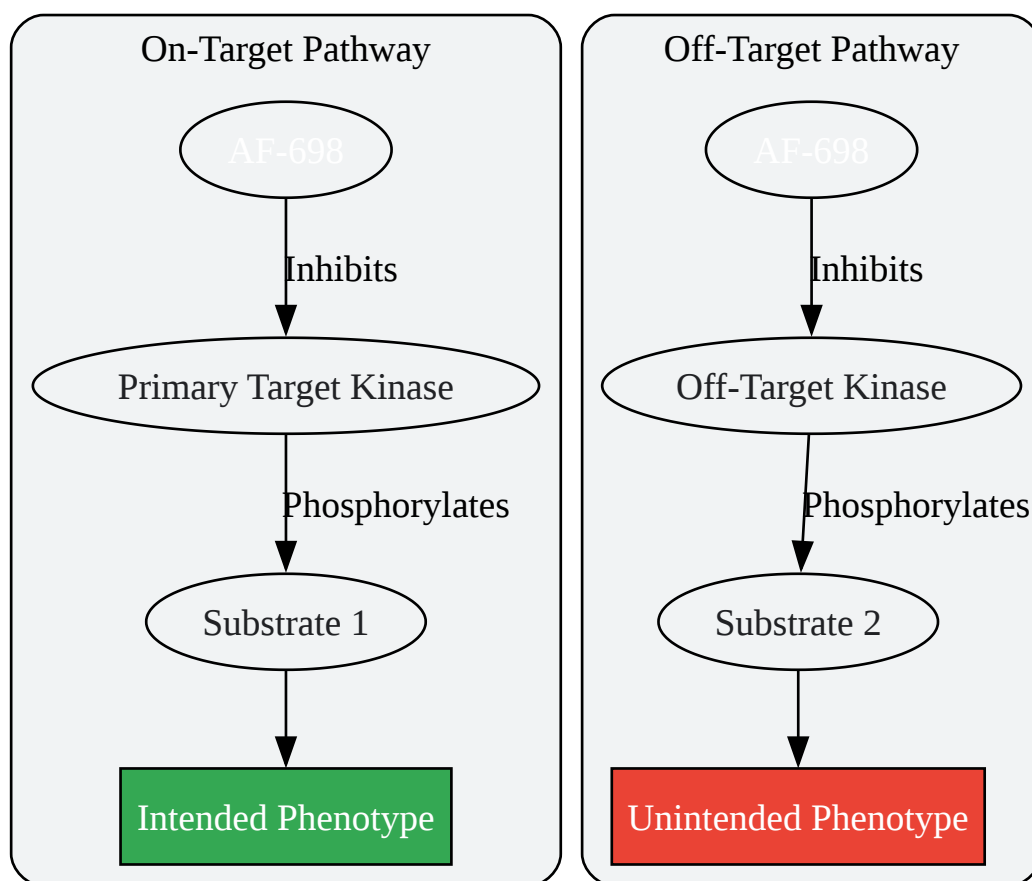 On-Target Pathway
AF-698
Inhibits
Primary Target Kinase
Phosphorylates
Substrate 1
Intended Phenotype
Off-Target Pathway
AF-698
Inhibits
Off-Target Kinase
Phosphorylates
Substrate 2
Unintended Phenotype